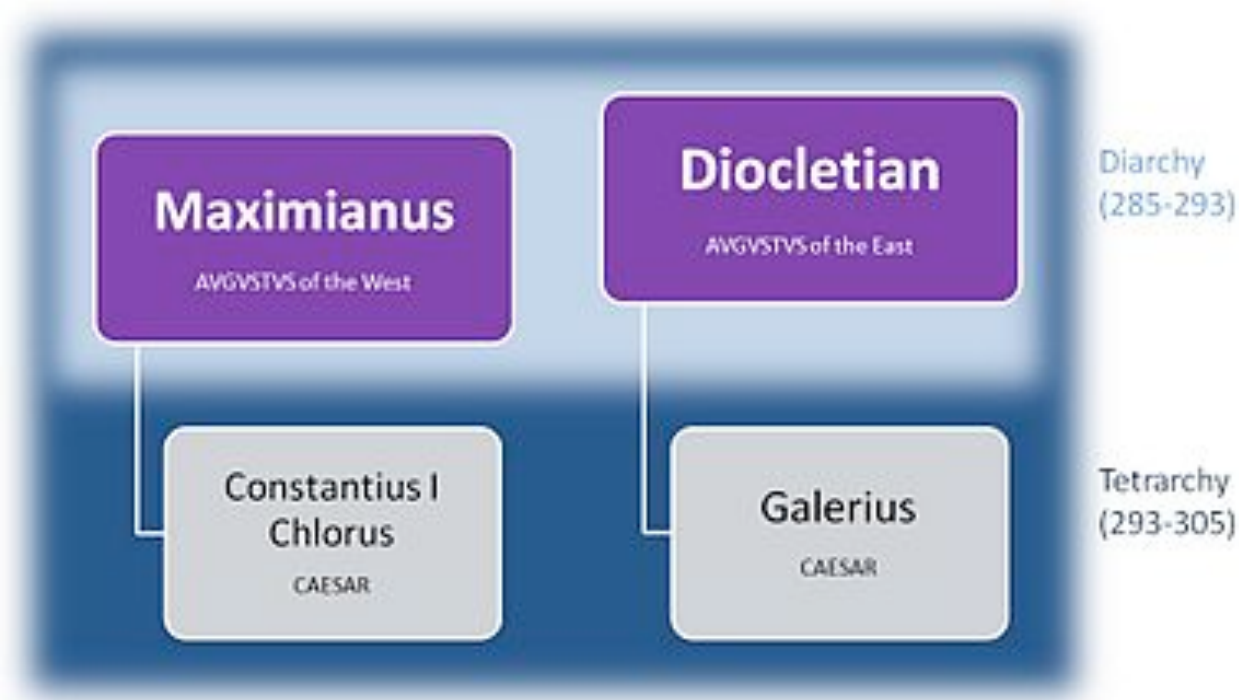 Maximianus
AVGVSTVS of the West
Diocletian
AVGVSTVS of the East
Diarchy
(285-293)
Constantius I
Chlorus
CAESAR
Galerius
CAESAR
Tetrarchy
(293-305)